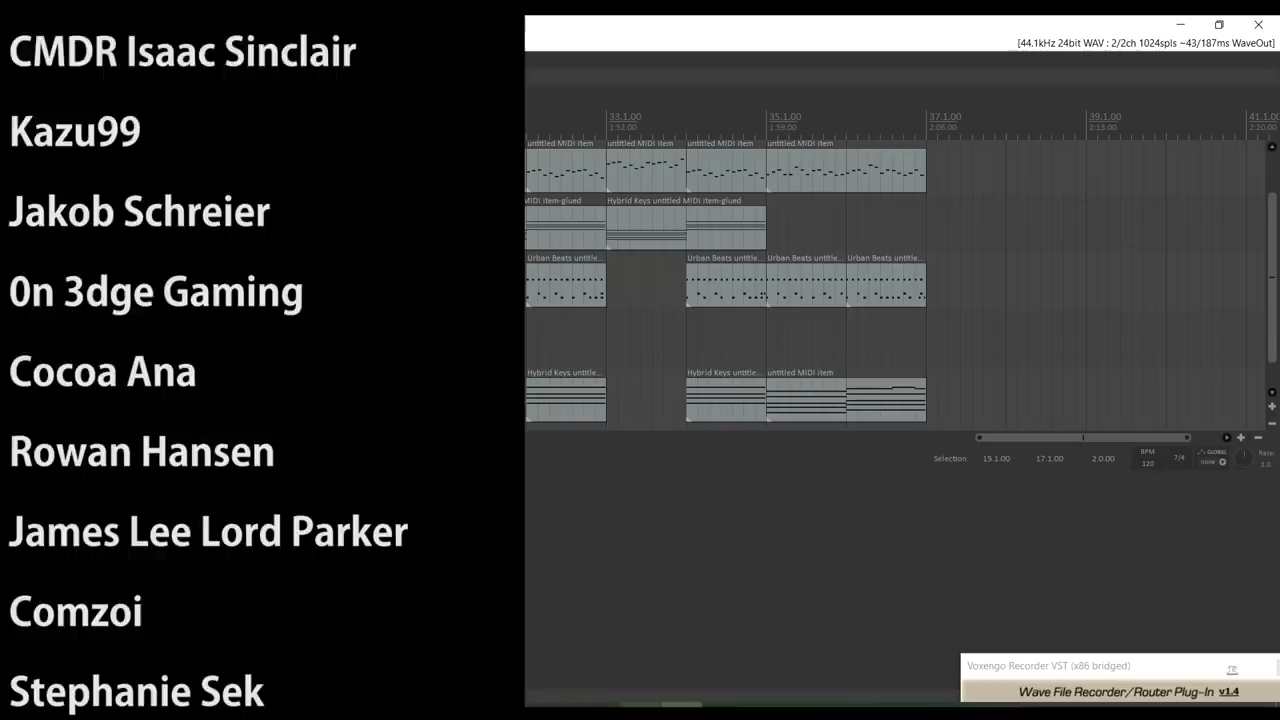 CMDR Isaac Sinclair
Kazu99
Jakob Schreier
0n 3dge Gaming
Cocoa Ana
Rowan Hansen
James Lee Lord Parker
Comzoi
Stephanie Sek
[44.1kHz 24bit WAV : 2/2ch 1024spls ~43/187ms WaveOut]
33.1.00 35.1.00 37.1.00 39.1.00 41.1.0
1:52.00 1:59.00 2:06.00 2:13.00 2:20.00
untitled MIDI item untitled MIDI item untitled MIDI item untitled MIDI item
MIDI item-glued Hybrid Keys untitled MIDI item-glued
Urban Beats untitle... Urban Beats untitle... Urban Beats untitle... Urban Beats untitle...
Hybrid Keys untitle... Hybrid Keys untitle... untitled MIDI item
Selection: 15.1.00 17.1.00 2.0.00 BPM 120 7/4 GLOBAL none Rate: 1.0
Voxengo Recorder VST (x86 bridged)
Wave File Recorder/Router Plug-In v1.4